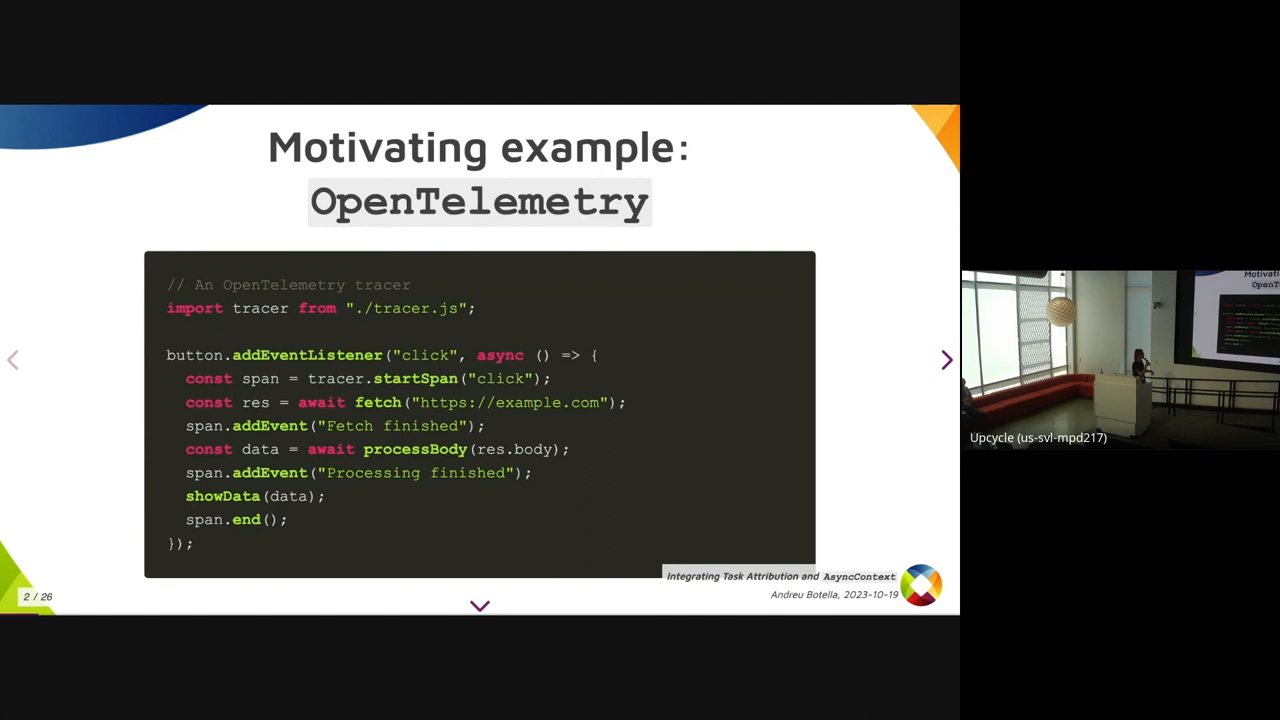 Motivating example:
OpenTelemetry
// An OpenTelemetry tracer
import tracer from "./tracer.js";
button.addEventListener("click", async () => {
const span = tracer.startSpan("click");
const res = await fetch("https://example.com");
span.addEvent("Fetch finished");
const data = await processBody(res.body);
span.addEvent("Processing finished");
showData(data);
span.end();
});
Integrating Task Attribution and AsyncContext
Andreu Botella, 2023-10-19
2 / 26
Upcycle (us-svl-mpd217)